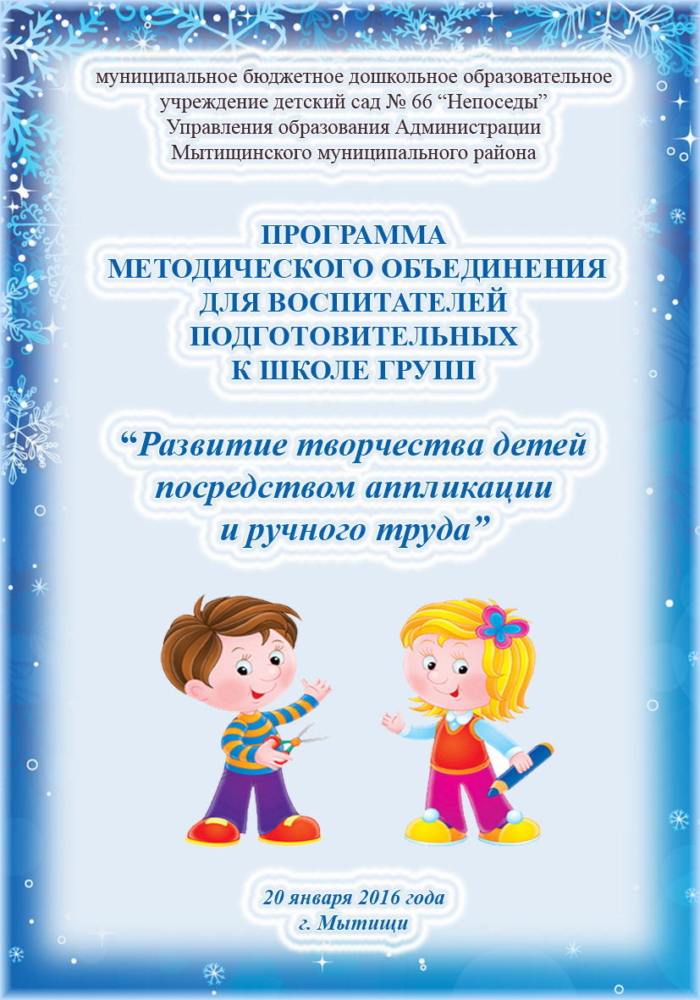 муниципальное бюджетное дошкольное образовательное
учреждение детский сад № 66 “Непоседы”
Управления образования Администрации
Мытищинского муниципального района
ПРОГРАММА
МЕТОДИЧЕСКОГО ОБЪЕДИНЕНИЯ
ДЛЯ ВОСПИТАТЕЛЕЙ
ПОДГОТОВИТЕЛЬНЫХ
К ШКОЛЕ ГРУПП
“Развитие творчества детей
посредством аппликации
и ручного труда”
20 января 2016 года
г. Мытищи